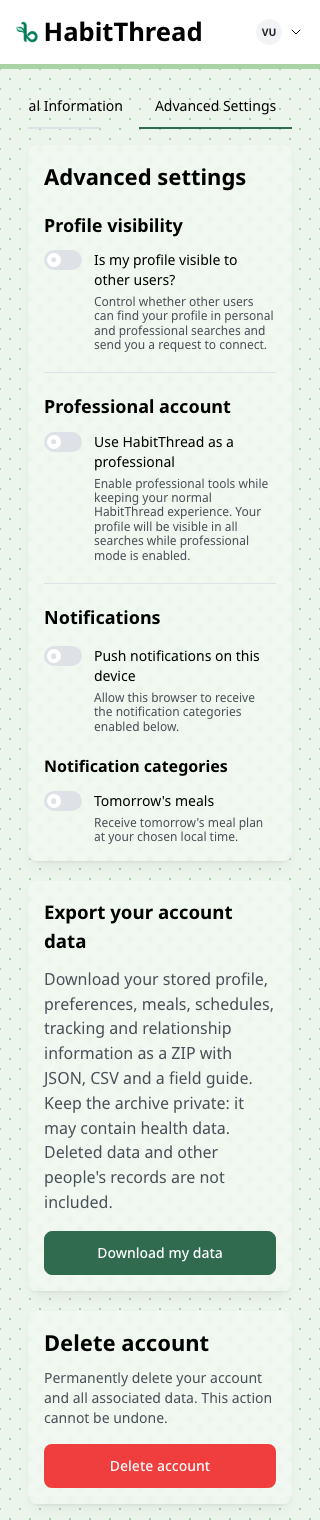 HabitThread
VU
al Information
Advanced Settings
Advanced settings
Profile visibility
Is my profile visible to
other users?
Control whether other users
can find your profile in personal
and professional searches and
send you a request to connect.
Professional account
Use HabitThread as a
professional
Enable professional tools while
keeping your normal
HabitThread experience. Your
profile will be visible in all
searches while professional
mode is enabled.
Notifications
Push notifications on this
device
Allow this browser to receive
the notification categories
enabled below.
Notification categories
Tomorrow's meals
Receive tomorrow's meal plan
at your chosen local time.
Export your account
data
Download your stored profile,
preferences, meals, schedules,
tracking and relationship
information as a ZIP with
JSON, CSV and a field guide.
Keep the archive private: it
may contain health data.
Deleted data and other
people's records are not
included.
Download my data
Delete account
Permanently delete your account
and all associated data. This action
cannot be undone.
Delete account